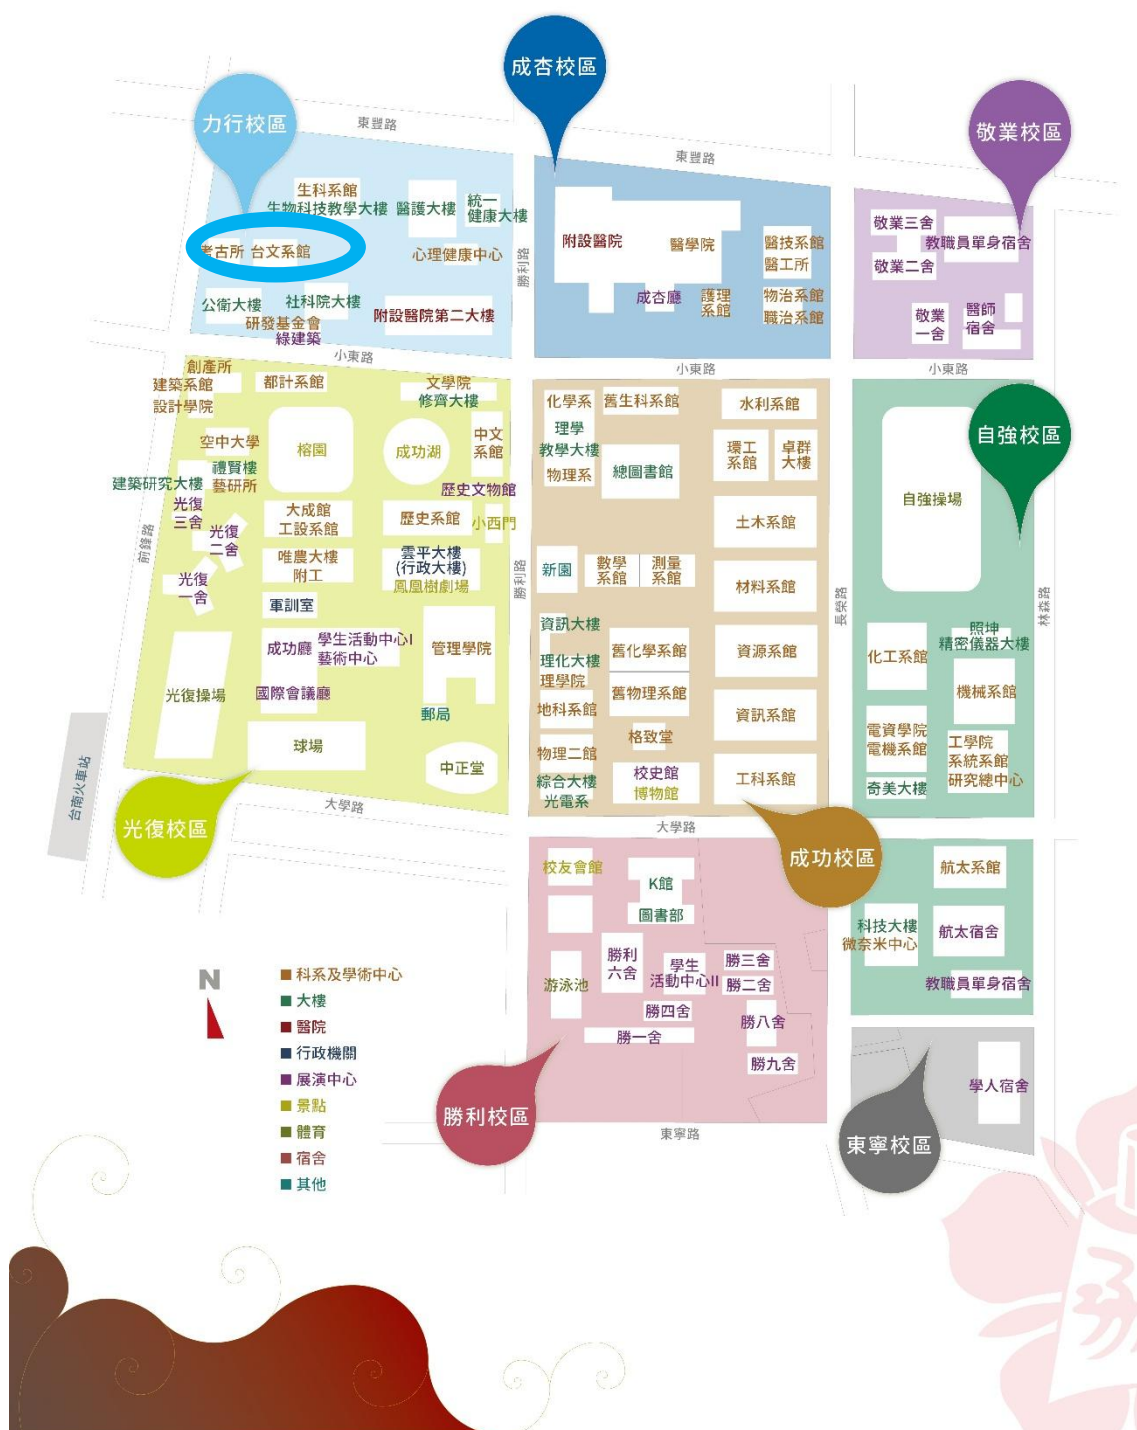 成杏校區
力行校區
敬業校區
東豐路
東豐路
生科系館
生物科技教學大樓
醫護大樓
統一
健康大樓
考古所
台文系館
心理健康中心
勝利路
公衛大樓
社科院大樓
研發基金會
綠建築
附設醫院第二大樓
附設醫院
醫學院
醫技系館
醫工所
成杏廳
護理
系館
物治系館
職治系館
敬業三舍
教職員單身宿舍
敬業二舍
敬業
一舍
醫師
宿舍
小東路
小東路
小東路
創產所
建築系館
設計學院
都計系館
文學院
修齊大樓
空中大學
榕園
成功湖
中文
系館
禮賢樓
建築研究大樓
藝研所
歷史文物館
光復
三舍
大成館
工設系館
歷史系館
小西門
光復
二舍
唯農大樓
附工
雲平大樓
(行政大樓)
鳳凰樹劇場
光復
一舍
軍訓室
前鋒路
勝利路
成功廳
學生活動中心I
藝術中心
管理學院
光復操場
國際會議廳
郵局
球場
中正堂
台南火車站
光復校區
大學路
化學系
舊生科系館
水利系館
理學
教學大樓
物理系
總圖書館
環工
系館
卓群
大樓
土木系館
新園
數學
系館
測量
系館
材料系館
資訊大樓
理化大樓
理學院
舊化學系館
資源系館
地科系館
舊物理系館
資訊系館
物理二館
格致堂
綜合大樓
光電系
校史館
博物館
工科系館
長榮路
自強校區
自強操場
林森路
照坤
精密儀器大樓
化工系館
機械系館
電資學院
電機系館
工學院
系統系館
研究總中心
奇美大樓
大學路
成功校區
校友會館
K館
圖書部
游泳池
勝利
六舍
學生
活動中心II
勝三舍
勝二舍
勝四舍
勝一舍
勝八舍
勝九舍
勝利校區
東寧路
航太系館
科技大樓
微奈米中心
航太宿舍
教職員單身宿舍
學人宿舍
東寧校區
N
科系及學術中心
大樓
醫院
行政機關
展演中心
景點
體育
宿舍
其他